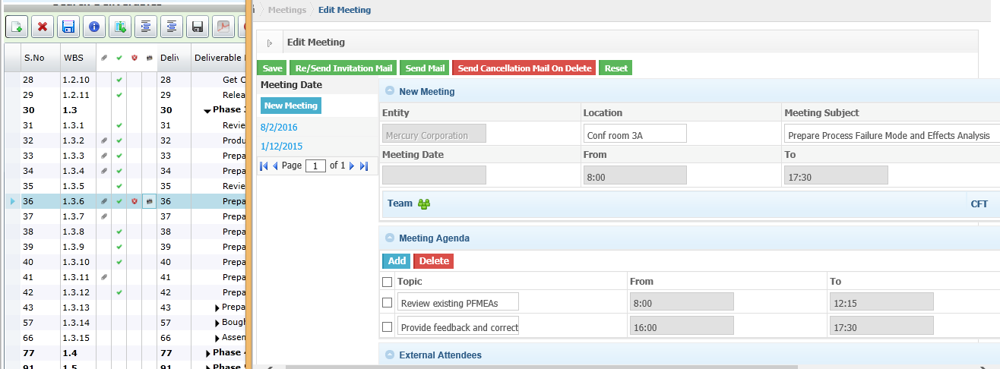 Meetings Edit Meeting
S.No WBS Deliv Deliverable
28 1.2.10 28 Get C
29 1.2.11 29 Relea
30 1.3 30 Phase
31 1.3.1 31 Revie
32 1.3.2 32 Produ
33 1.3.3 33 Prepa
34 1.3.4 34 Prepa
35 1.3.5 35 Revie
36 1.3.6 36 Prepa
37 1.3.7 37 Prepa
38 1.3.8 38 Prepa
39 1.3.9 39 Prepa
40 1.3.10 40 Prepa
41 1.3.11 41 Prepa
42 1.3.12 42 Prepa
43 1.3.13 43 Prepa
57 1.3.14 57 Bough
66 1.3.15 66 Assem
77 1.4 77 Phase
91 1.5 91 Phase
Edit Meeting
Save Re/Send Invitation Mail Send Mail Send Cancellation Mail On Delete Reset
Meeting Date
New Meeting
8/2/2016
1/12/2015
Page 1 of 1
New Meeting
Entity Location Meeting Subject
Mercury Corporation Conf room 3A Prepare Process Failure Mode and Effects Analysis
Meeting Date From To
8:00 17:30
Team CFT
Meeting Agenda
Add Delete
Topic From To
Review existing PFMEAs 8:00 12:15
Provide feedback and correct 16:00 17:30
External Attendees